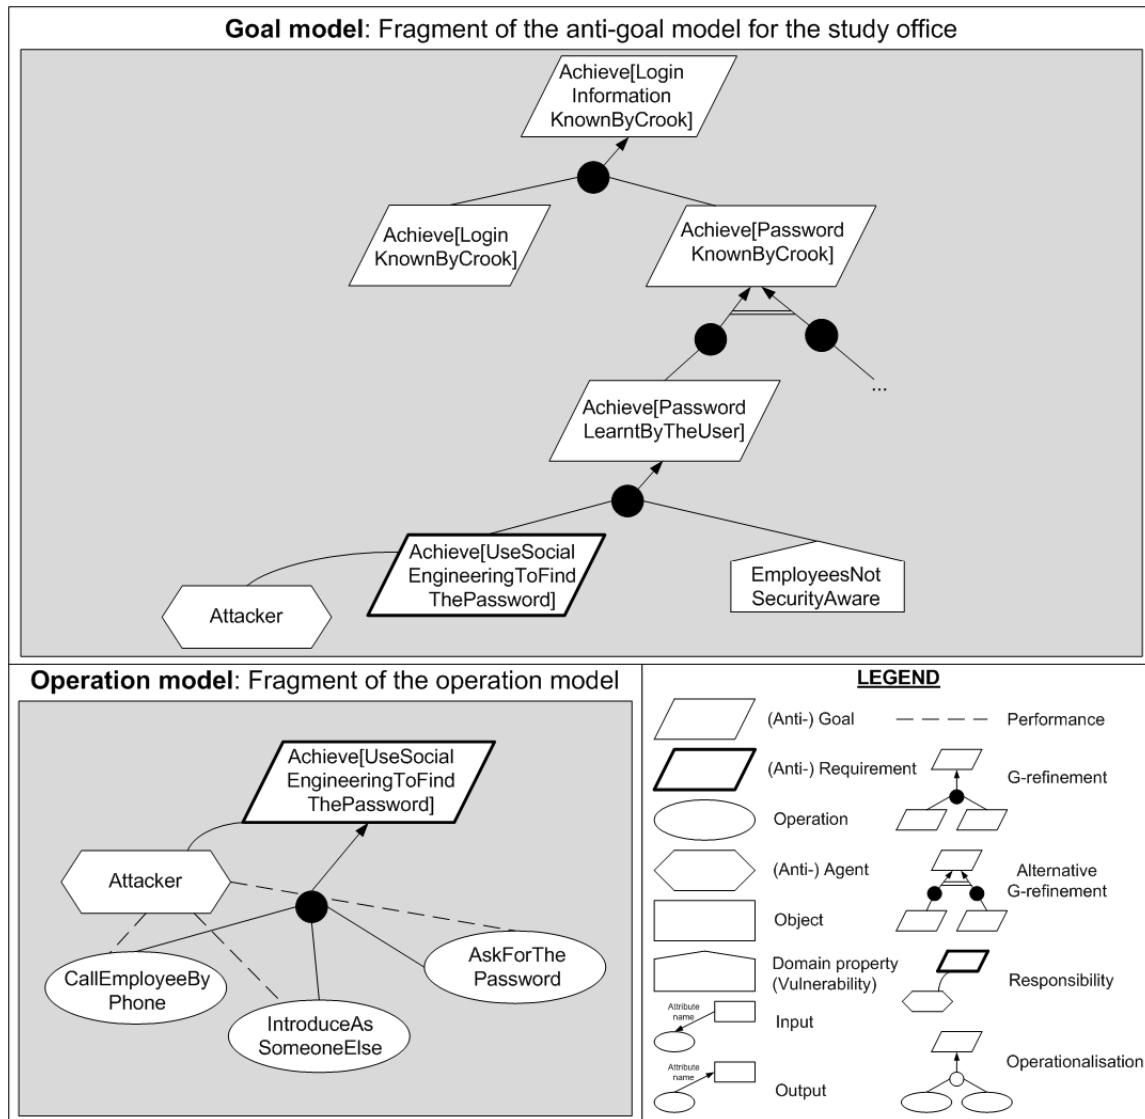 Goal model: Fragment of the anti-goal model for the study office
Achieve[Login
Information
KnownByCrook]
Achieve[Login
KnownByCrook]
Achieve[Password
KnownByCrook]
...
Achieve[Password
LearntByTheUser]
Achieve[UseSocial
EngineeringToFind
ThePassword]
Attacker
EmployeesNot
SecurityAware
Operation model: Fragment of the operation model
Achieve[UseSocial
EngineeringToFind
ThePassword]
Attacker
CallEmployeeBy
Phone
IntroduceAs
SomeoneElse
AskForThe
Password
LEGEND
(Anti-) Goal
(Anti-) Requirement
Operation
(Anti-) Agent
Object
Domain property
(Vulnerability)
Attribute
name
Input
Attribute
name
Output
Performance
G-refinement
Alternative
G-refinement
Responsibility
Operationalisation